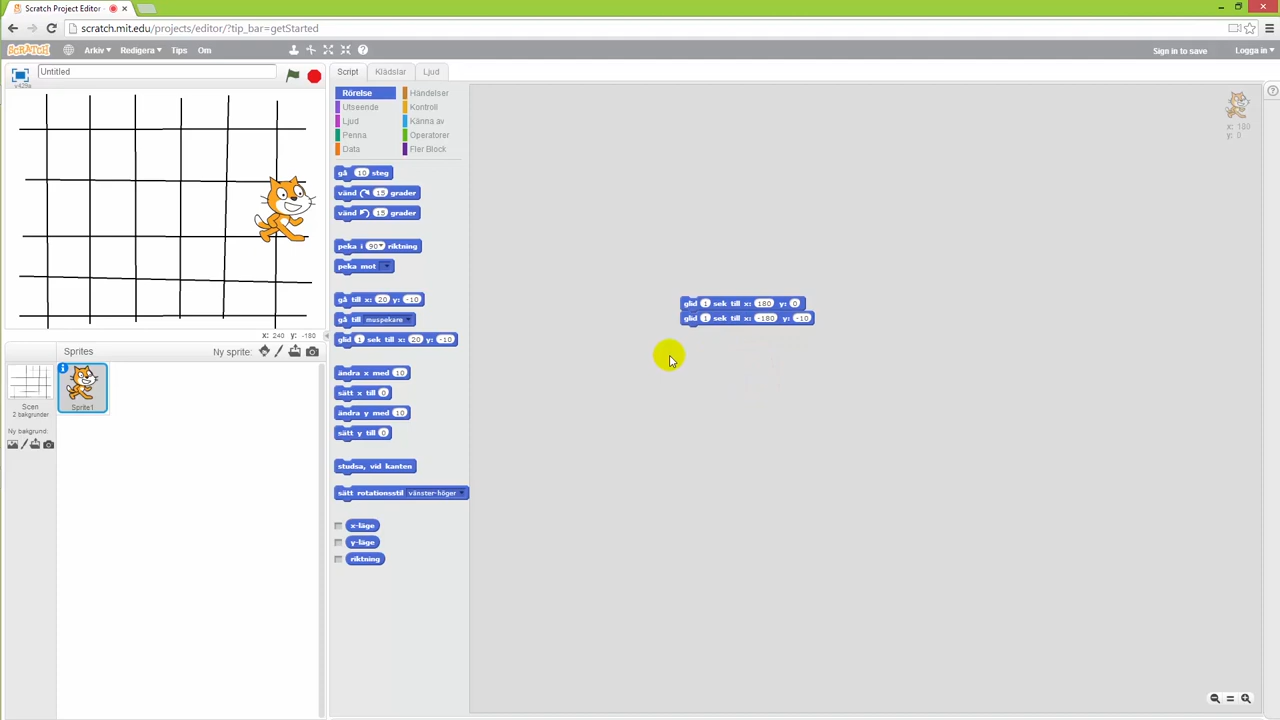 Scratch Project Editor
scratch.mit.edu/projects/editor/?tip_bar=getStarted
SCRATCH Arkiv Redigera Tips Om Sign in to save Logga in
Untitled
v426a
Script Klädslar Ljud
Rörelse Händelser
Utseende Kontroll
Ljud Känna av
Penna Operatorer
Data Fler Block
x: 180
y: 0
gå 10 steg
vänd 15 grader
vänd 15 grader
peka i 90 riktning
peka mot
gå till x: 20 y: -10
gå till muspekare
glid 1 sek till x: 20 y: -10
ändra x med 10
sätt x till 0
ändra y med 10
sätt y till 0
studsa, vid kanten
sätt rotationsstil vänster-höger
x-läge
y-läge
riktning
glid 1 sek till x: 180 y: 0
glid 1 sek till x: -180 y: -10
x: 240 y: -180
Sprites Ny sprite:
Scen
2 bakgrunder
Ny bakgrund:
Sprite1